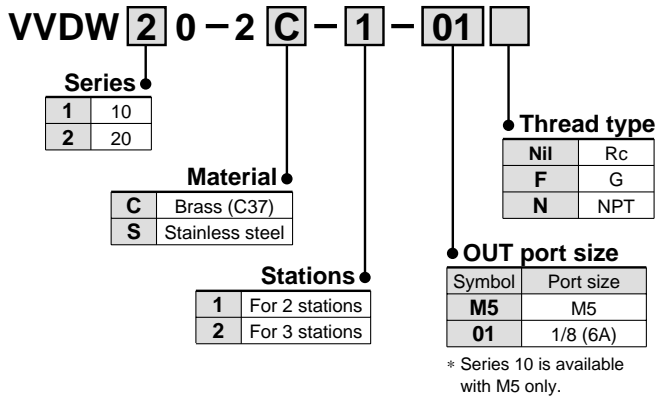 VVDW 2 0 – 2 C – 1 – 01
Series
1 10
2 20
Thread type
Nil Rc
F G
N NPT
Material
C Brass (C37)
S Stainless steel
OUT port size
Symbol Port size
M5 M5
01 1/8 (6A)
Stations
1 For 2 stations
2 For 3 stations
∗ Series 10 is available
with M5 only.